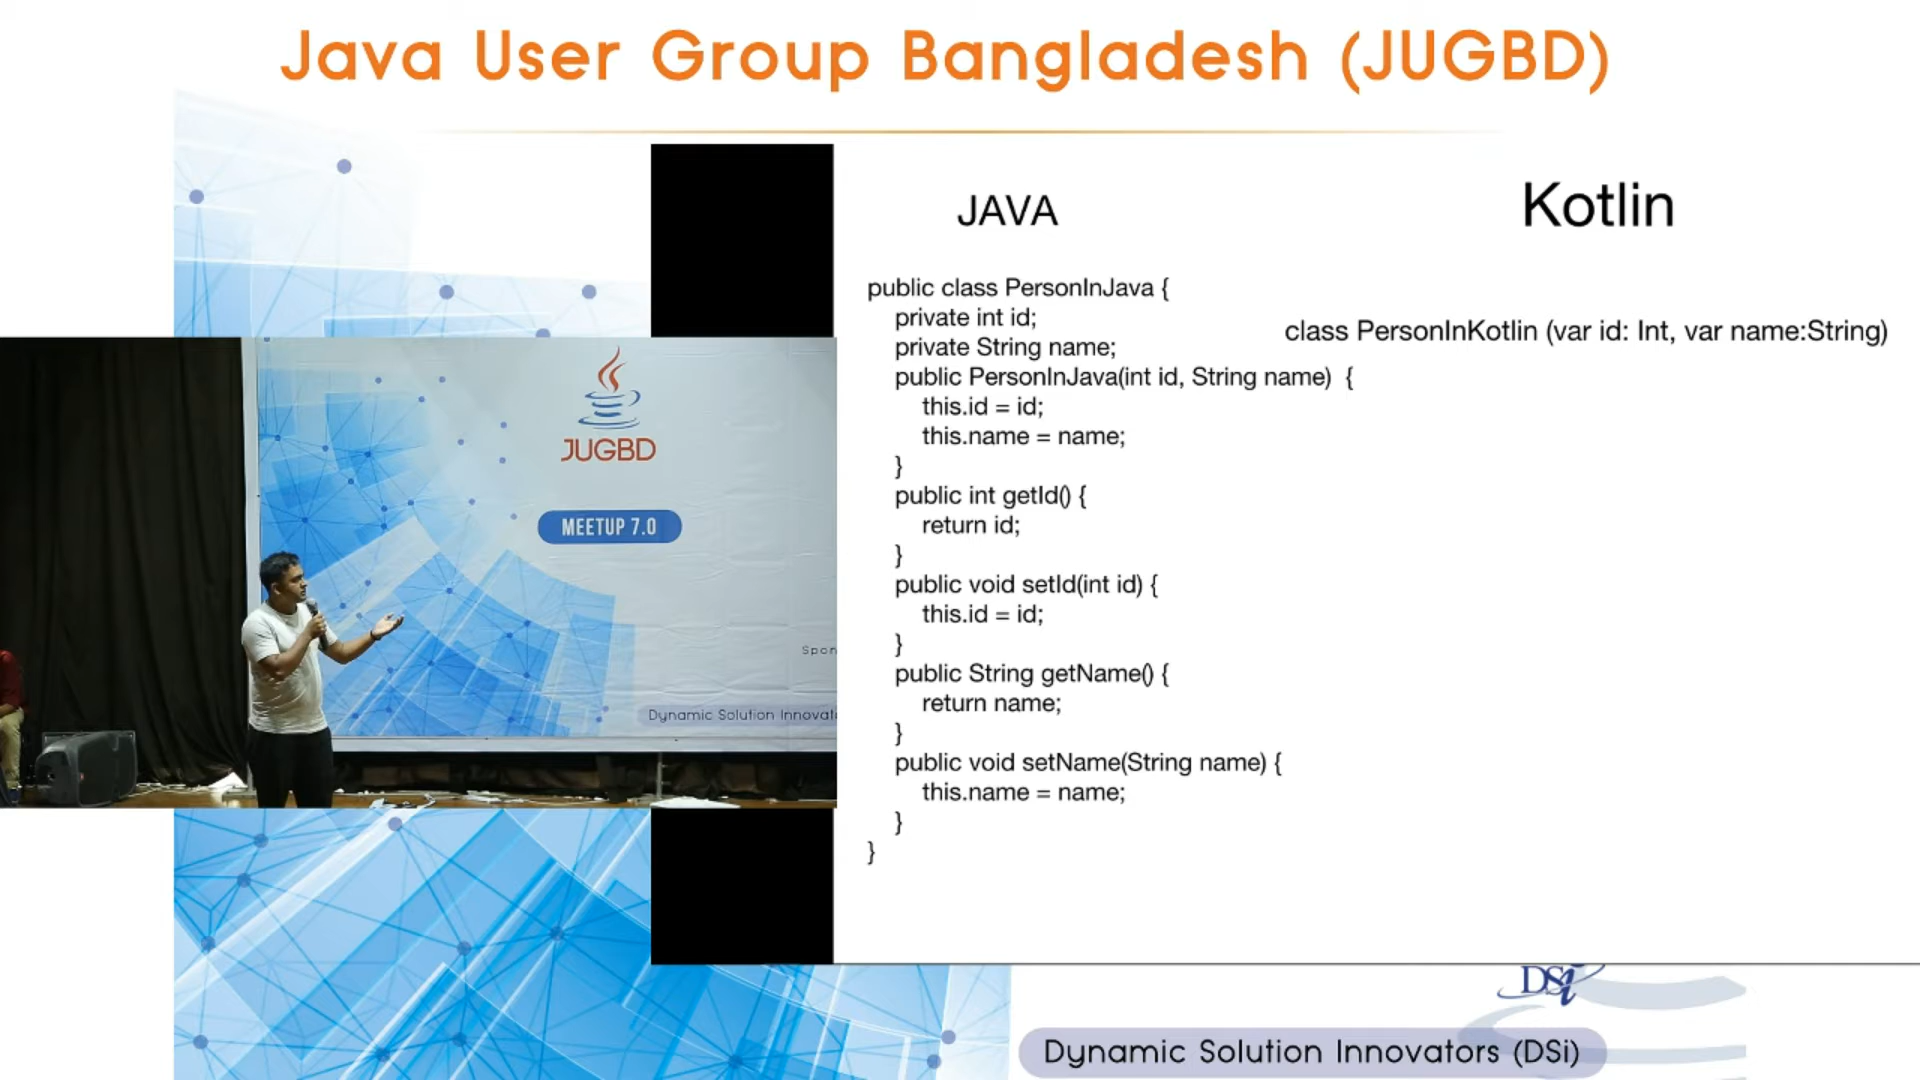 Java User Group Bangladesh (JUGBD)
JAVA
Kotlin
public class PersonInJava {
private int id;
private String name;
public PersonInJava(int id, String name) {
this.id = id;
this.name = name;
}
public int getId() {
return id;
}
public void setId(int id) {
this.id = id;
}
public String getName() {
return name;
}
public void setName(String name) {
this.name = name;
}
}
class PersonInKotlin (var id: Int, var name:String)
JUGBD
MEETUP 7.0
Spon
Dynamic Solution Innovat
DSi
Dynamic Solution Innovators (DSi)